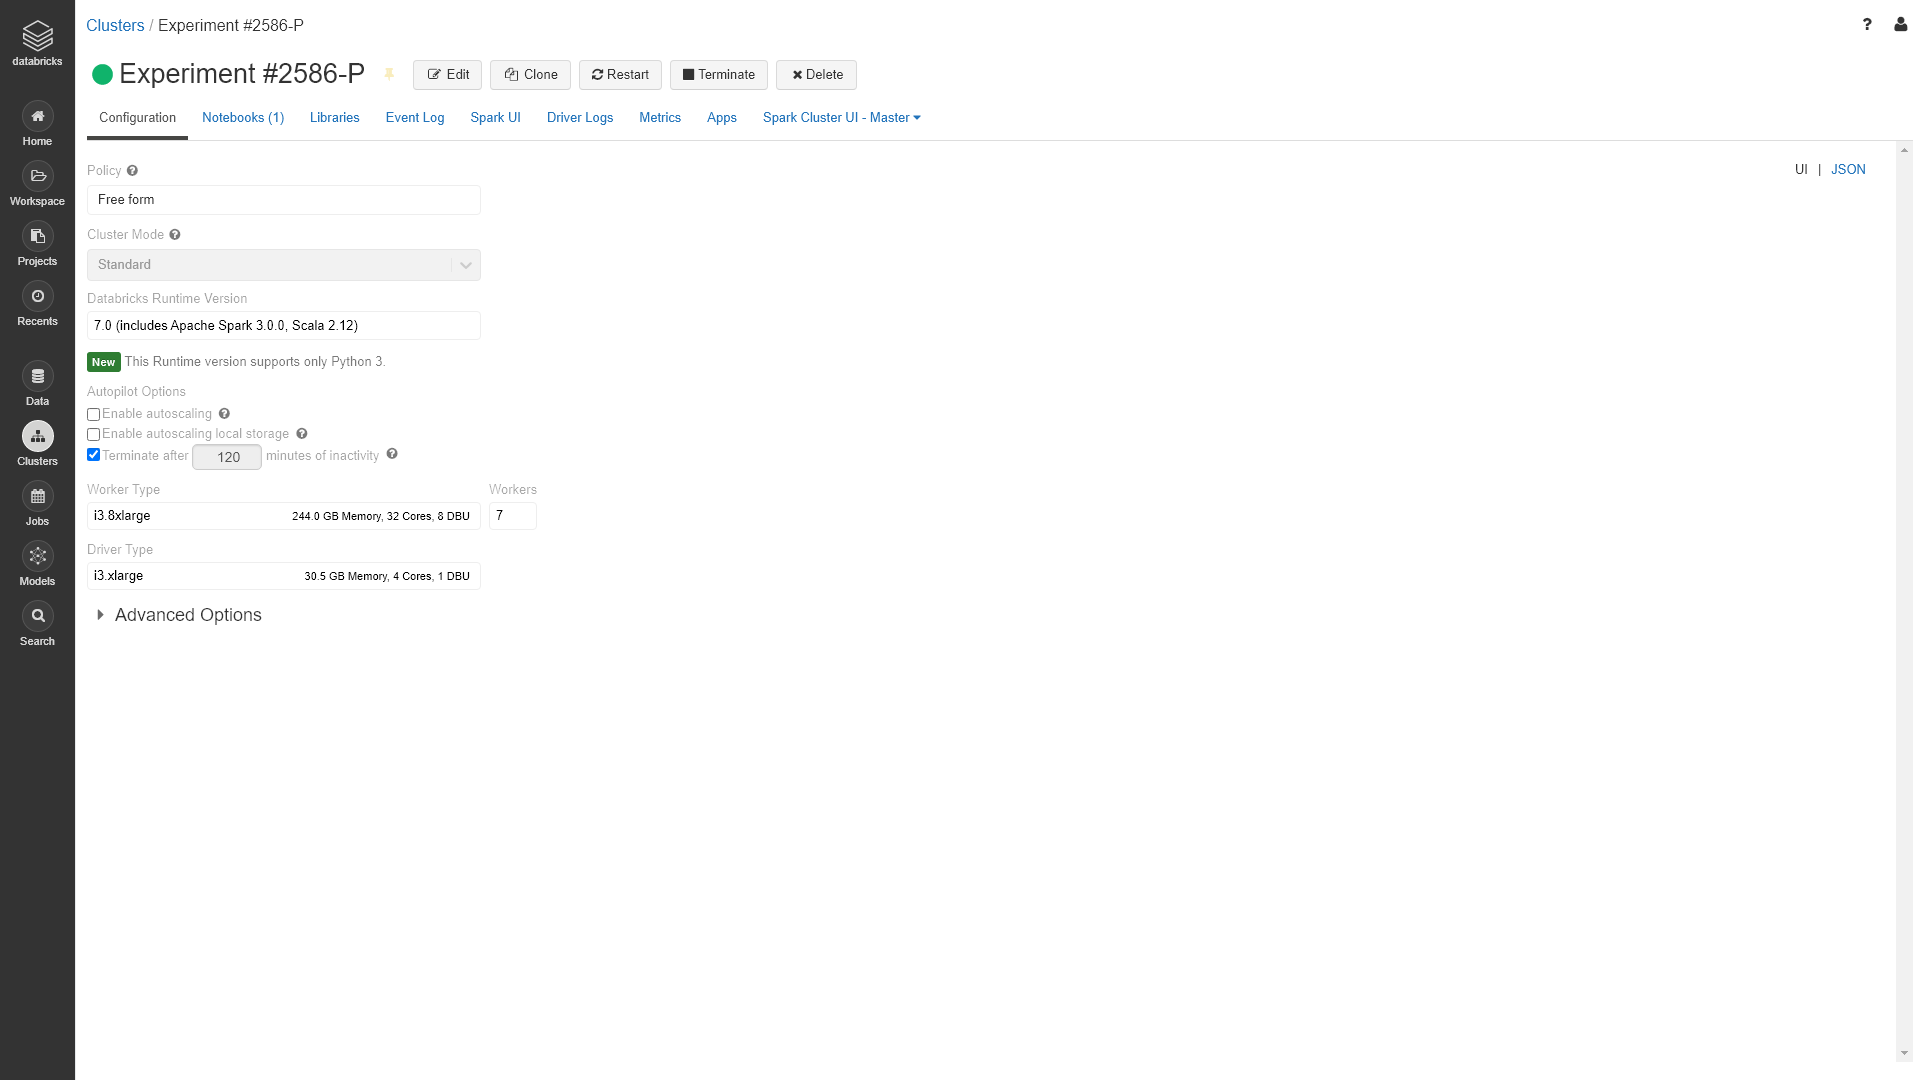 databricks
Home
Workspace
Projects
Recents
Data
Clusters
Jobs
Models
Search
Clusters / Experiment #2586-P
?
Experiment #2586-P
Edit Clone Restart Terminate Delete
Configuration Notebooks (1) Libraries Event Log Spark UI Driver Logs Metrics Apps Spark Cluster UI - Master
UI | JSON
Policy ?
Free form
Cluster Mode ?
Standard
Databricks Runtime Version
7.0 (includes Apache Spark 3.0.0, Scala 2.12)
New This Runtime version supports only Python 3.
Autopilot Options
Enable autoscaling ?
Enable autoscaling local storage ?
Terminate after 120 minutes of inactivity ?
Worker Type Workers
i3.8xlarge 244.0 GB Memory, 32 Cores, 8 DBU 7
Driver Type
i3.xlarge 30.5 GB Memory, 4 Cores, 1 DBU
Advanced Options